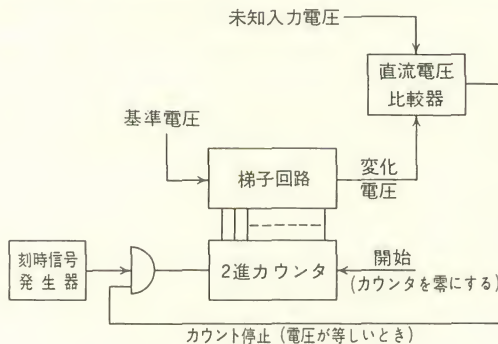 未知入力電圧
直流電圧
比較器
基準電圧
梯子回路
変化
電圧
刻時信号
発生器
2進カウンタ
開始
(カウンタを零にする)
カウント停止(電圧が等しいとき)